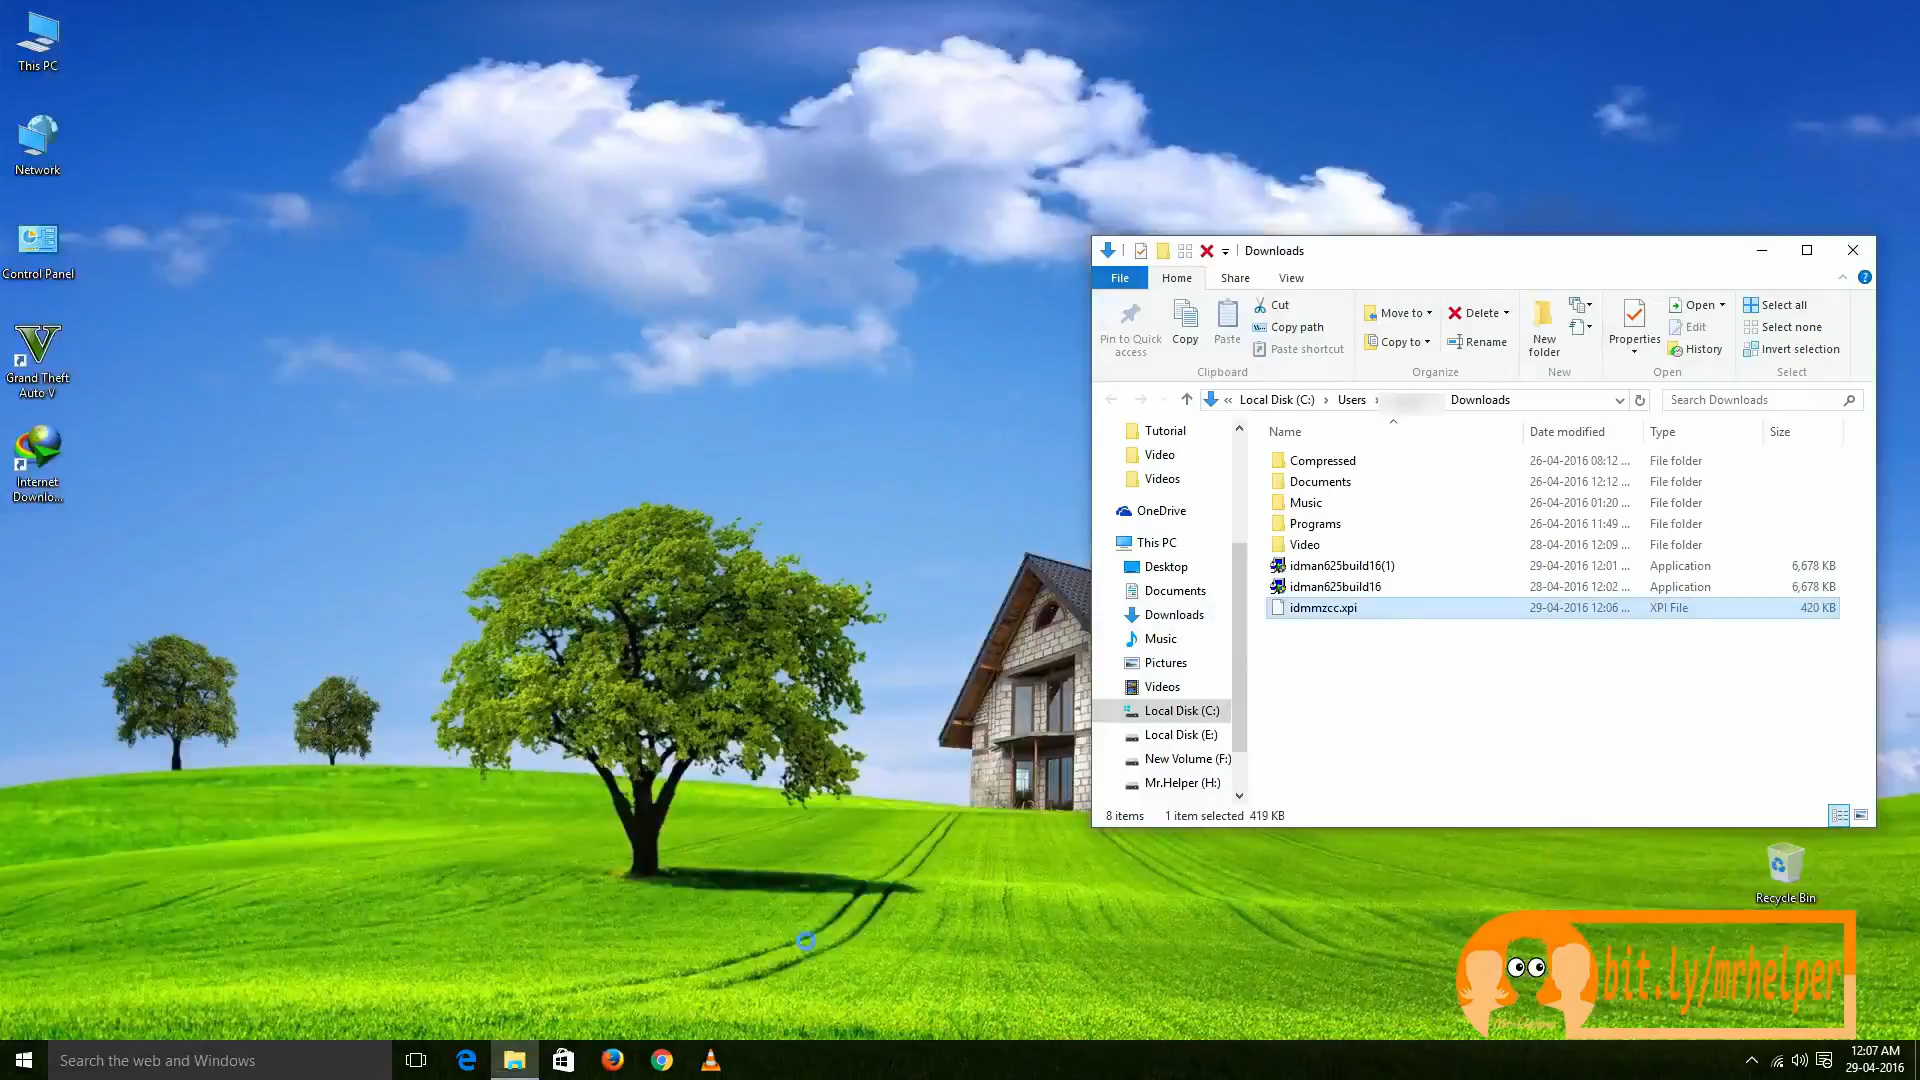 This PC
Network
Control Panel
Grand Theft
Auto V
Internet
Downlo...
Downloads
File
Home
Share
View
Pin to Quick
access
Copy
Paste
Cut
Copy path
Paste shortcut
Clipboard
Move to
Copy to
Delete
Rename
Organize
New
folder
New
Properties
Open
Edit
History
Open
Select all
Select none
Invert selection
Select
« Local Disk (C:) › Users › Downloads
Search Downloads
Tutorial
Video
Videos
OneDrive
This PC
Desktop
Documents
Downloads
Music
Pictures
Videos
Local Disk (C:)
Local Disk (E:)
New Volume (F:)
Mr.Helper (H:)
Name Date modified Type Size
Compressed 26-04-2016 08:12 ... File folder
Documents 26-04-2016 12:12 ... File folder
Music 26-04-2016 01:20 ... File folder
Programs 26-04-2016 11:49 ... File folder
Video 28-04-2016 12:09 ... File folder
idman625build16(1) 29-04-2016 12:01 ... Application 6,678 KB
idman625build16 28-04-2016 12:02 ... Application 6,678 KB
idmmzcc.xpi 29-04-2016 12:06 ... XPI File 420 KB
8 items 1 item selected 419 KB
Recycle Bin
bit.ly/mrhelper
Search the web and Windows
12:07 AM
29-04-2016